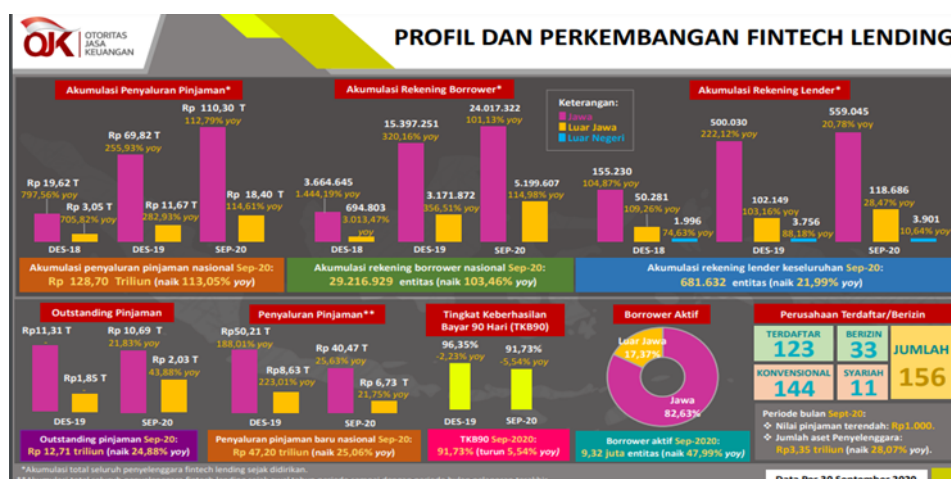 OJK OTORITAS JASA KEUANGAN
PROFIL DAN PERKEMBANGAN FINTECH LENDING
Akumulasi Penyaluran Pinjaman*
Rp 19,62 T
797,56% yoy
Rp 3,05 T
705,82% yoy
DES-18
Rp 69,82 T
255,93% yoy
Rp 11,67 T
282,93% yoy
DES-19
Rp 110,30 T
112,79% yoy
Rp 18,40 T
114,61% yoy
SEP-20
Akumulasi penyaluran pinjaman nasional Sep-20:
Rp 128,70 Triliun (naik 113,05% yoy)
Akumulasi Rekening Borrower*
3.664.645
1.444,19% yoy
694.803
3.013,47% yoy
DES-18
15.397.251
320,16% yoy
3.171.872
356,51% yoy
DES-19
24.017.322
101,13% yoy
5.199.607
114,98% yoy
SEP-20
Akumulasi rekening borrower nasional Sep-20:
29.216.929 entitas (naik 103,46% yoy)
Keterangan:
Jawa
Luar Jawa
Luar Negeri
Akumulasi Rekening Lender*
155.230
104,87% yoy
50.281
109,26% yoy
1.996
74,63% yoy
DES-18
500.030
222,12% yoy
102.149
103,16% yoy
3.756
88,18% yoy
DES-19
559.045
20,78% yoy
118.686
28,47% yoy
3.901
10,64% yoy
SEP-20
Akumulasi rekening lender keseluruhan Sep-20:
681.632 entitas (naik 21,99% yoy)
Outstanding Pinjaman
Rp11,31 T
-
Rp1,85 T
-
DES-19
Rp 10,69 T
21,83% yoy
Rp 2,03 T
43,88% yoy
SEP-20
Outstanding pinjaman Sep-20:
Rp 12,71 triliun (naik 24,88% yoy)
Penyaluran Pinjaman**
Rp50,21 T
188,01% yoy
Rp8,63 T
223,01% yoy
DES-19
Rp 40,47 T
25,63% yoy
Rp 6,73 T
21,75% yoy
SEP-20
Penyaluran pinjaman baru nasional Sep-20:
Rp 47,20 triliun (naik 25,06% yoy)
Tingkat Keberhasilan
Bayar 90 Hari (TKB90)
96,35%
-2,23% yoy
91,73%
-5,54% yoy
DES-19
SEP-20
TKB90 Sep-2020:
91,73% (turun 5,54% yoy)
Borrower Aktif
Luar Jawa
17,37%
Jawa
82,63%
Borrower aktif Sep-2020:
9,32 juta entitas (naik 47,99% yoy)
Perusahaan Terdaftar/Berizin
TERDAFTAR
123
BERIZIN
33
KONVENSIONAL
144
SYARIAH
11
JUMLAH
156
Periode bulan Sept-20:
Nilai pinjaman terendah: Rp1.000.
Jumlah aset Penyelenggara:
Rp3,35 triliun (naik 28,07% yoy).
*Akumulasi total seluruh penyelenggara fintech lending sejak didirikan.
Data Per 30 September 2020